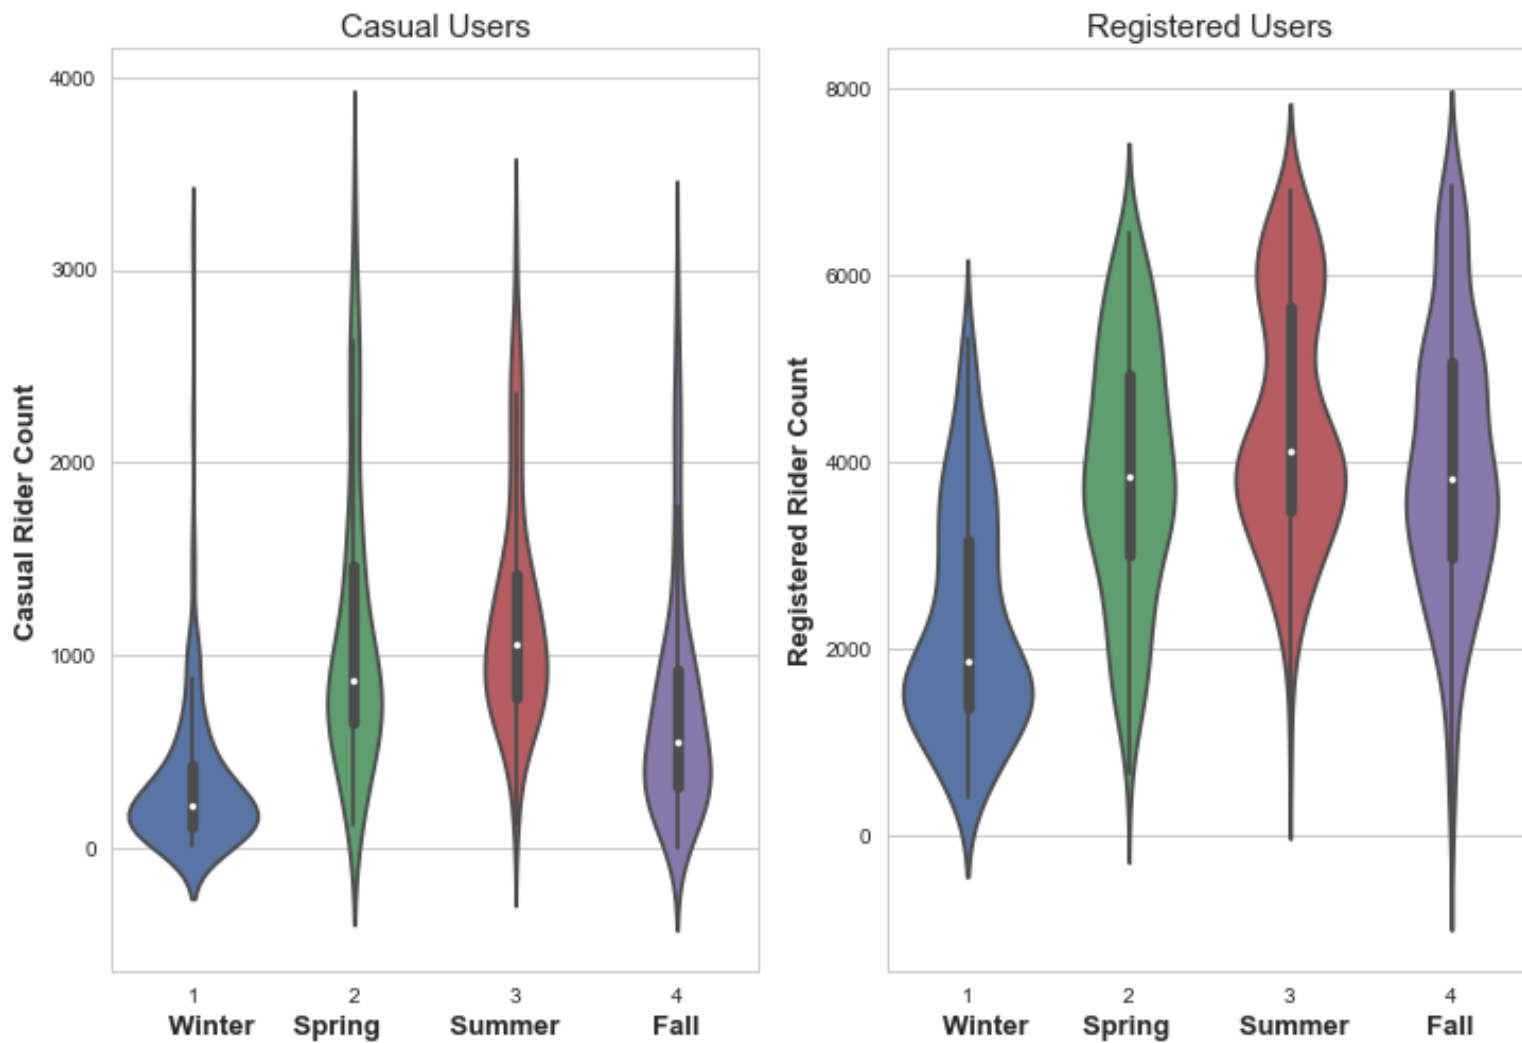 Casual Users
Casual Rider Count
4000
3000
2000
1000
0
1 2 3 4
Winter Spring Summer Fall
Registered Users
Registered Rider Count
8000
6000
4000
2000
0
1 2 3 4
Winter Spring Summer Fall